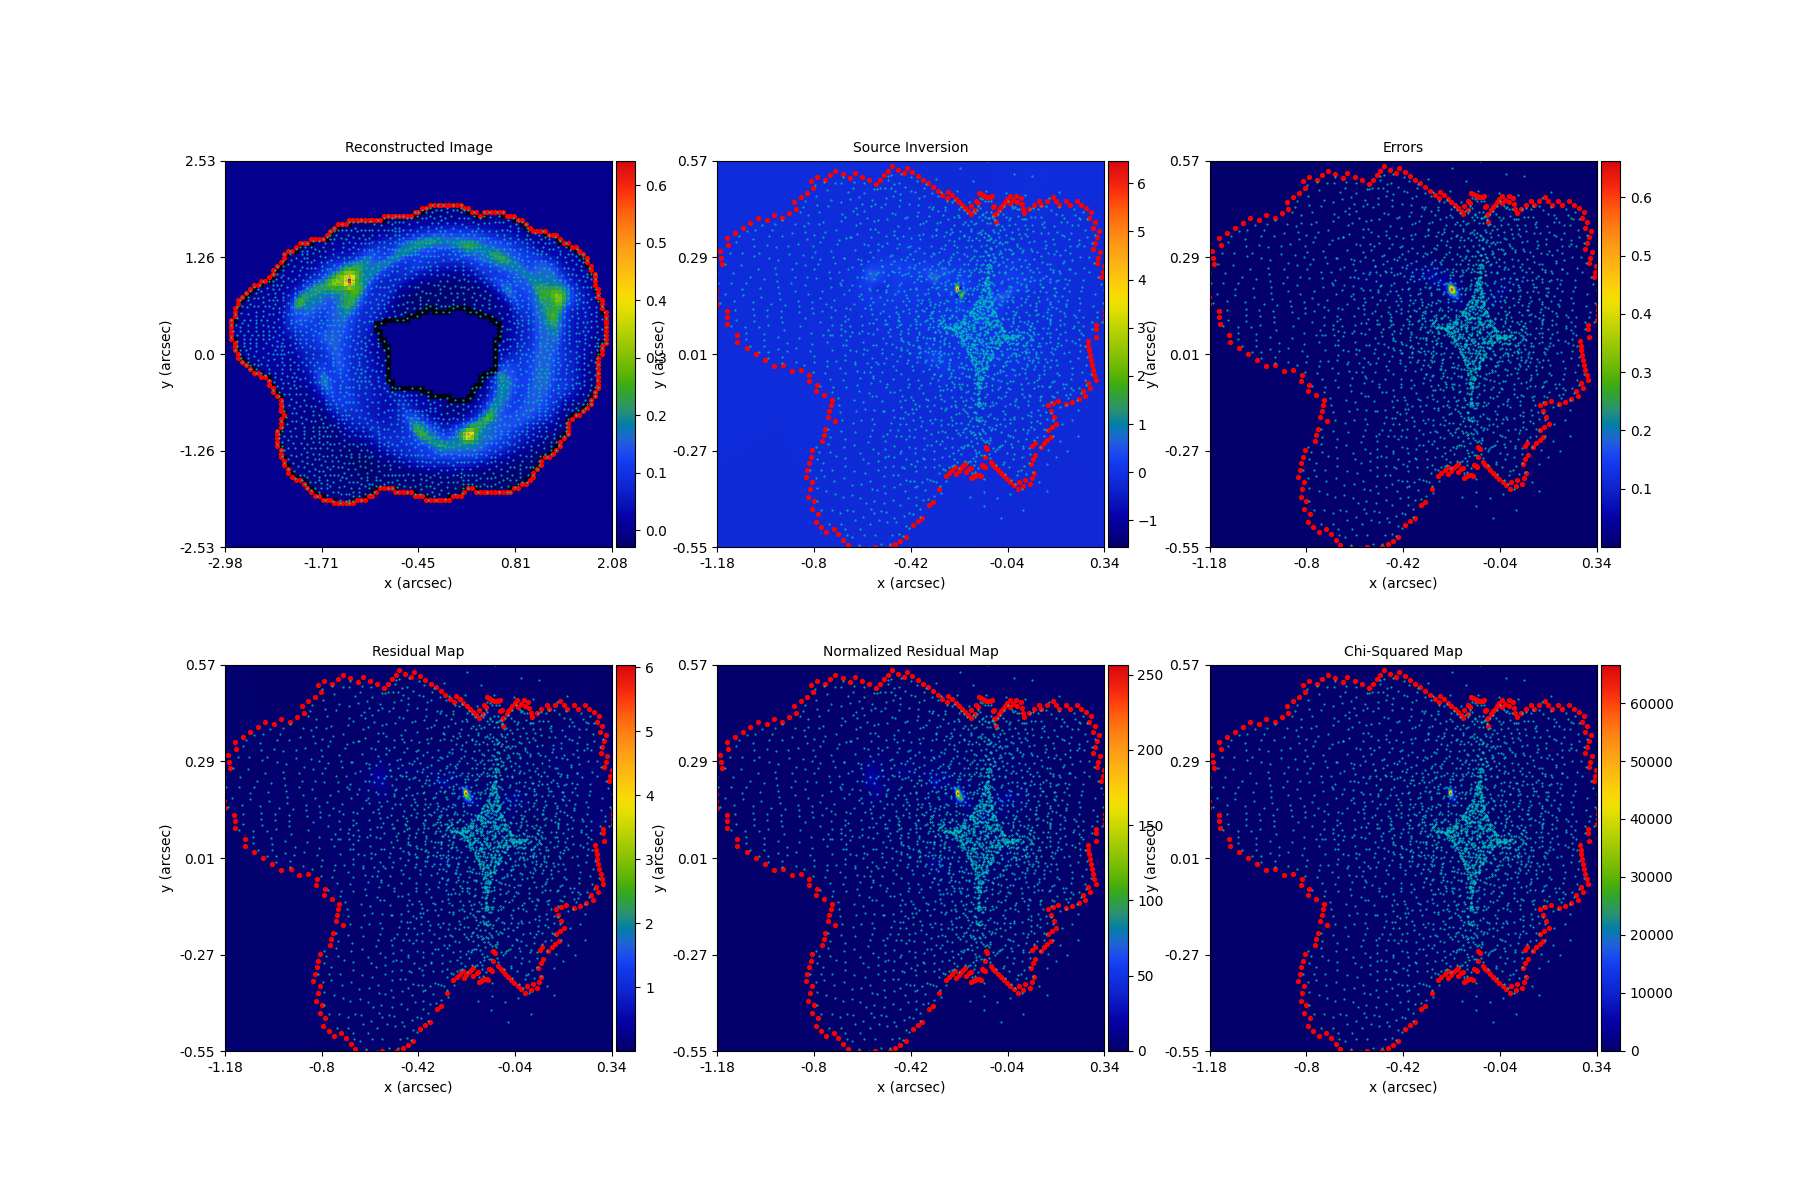 Reconstructed Image
2.53
1.26
0.0
-1.26
-2.53
y (arcsec)
-2.98 -1.71 -0.45 0.81 2.08
x (arcsec)
0.6
0.5
0.4
0.3
0.2
0.1
0.0
Source Inversion
0.57
0.29
0.01
-0.27
-0.55
y (arcsec)
-1.18 -0.8 -0.42 -0.04 0.34
x (arcsec)
6
5
4
3
2
1
0
−1
Errors
0.57
0.29
0.01
-0.27
-0.55
y (arcsec)
-1.18 -0.8 -0.42 -0.04 0.34
x (arcsec)
0.6
0.5
0.4
0.3
0.2
0.1
Residual Map
0.57
0.29
0.01
-0.27
-0.55
y (arcsec)
-1.18 -0.8 -0.42 -0.04 0.34
x (arcsec)
6
5
4
3
2
1
Normalized Residual Map
0.57
0.29
0.01
-0.27
-0.55
y (arcsec)
-1.18 -0.8 -0.42 -0.04 0.34
x (arcsec)
250
200
150
100
50
0
Chi-Squared Map
0.57
0.29
0.01
-0.27
-0.55
y (arcsec)
-1.18 -0.8 -0.42 -0.04 0.34
x (arcsec)
60000
50000
40000
30000
20000
10000
0